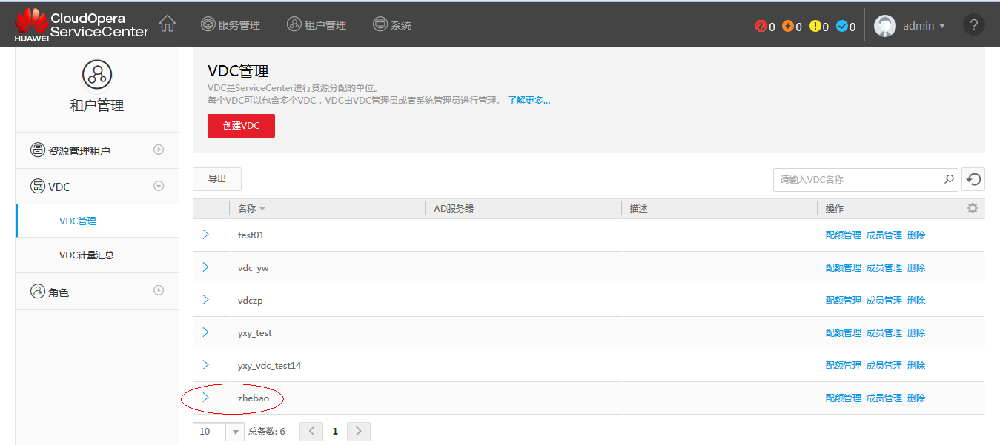 HUAWEI CloudOpera ServiceCenter 服务管理 租户管理 系统 0 0 0 0 admin ?
租户管理
资源管理租户
VDC
VDC管理
VDC计量汇总
角色
VDC管理
VDC是ServiceCenter进行资源分配的单位。
每个VDC可以包含多个VDC，VDC由VDC管理员或者系统管理员进行管理。 了解更多...
创建VDC
导出 请输入VDC名称
名称 AD服务器 描述 操作
test01 配额管理 成员管理 删除
vdc_yw 配额管理 成员管理 删除
vdczp 配额管理 成员管理 删除
yxy_test 配额管理 成员管理 删除
yxy_vdc_test14 配额管理 成员管理 删除
zhebao 配额管理 成员管理 删除
10 总条数: 6 1